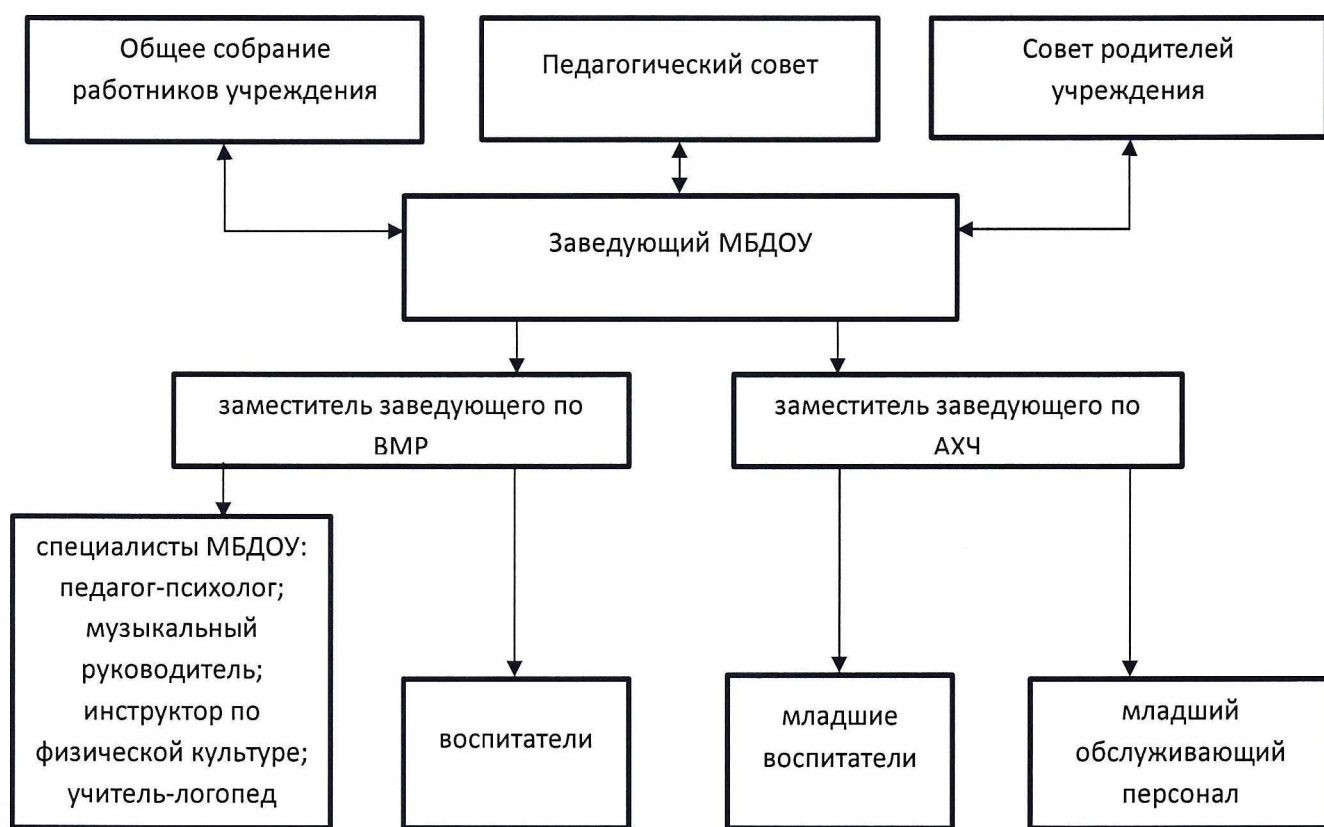 Общее собрание
работников учреждения
Педагогический совет
Совет родителей
учреждения
Заведующий МБДОУ
заместитель заведующего по
ВМР
заместитель заведующего по
АХЧ
специалисты МБДОУ:
педагог-психолог;
музыкальный
руководитель;
инструктор по
физической культуре;
учитель-логопед
воспитатели
младшие
воспитатели
младший
обслуживающий
персонал